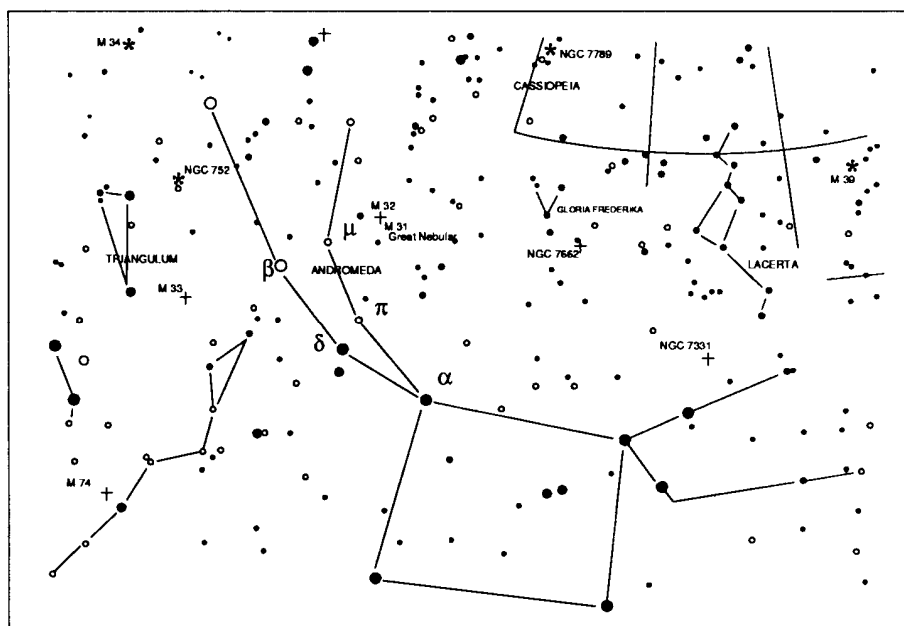 M 34
NGC 7789
CASSIOPEIA
NGC 752
M 39
M 32
M 31
Great Nebular
GLORIA FREDERIKA
μ
NGC 7662
TRIANGULUM
β
ANDROMEDA
LACERTA
M 33
π
δ
NGC 7331
α
M 74